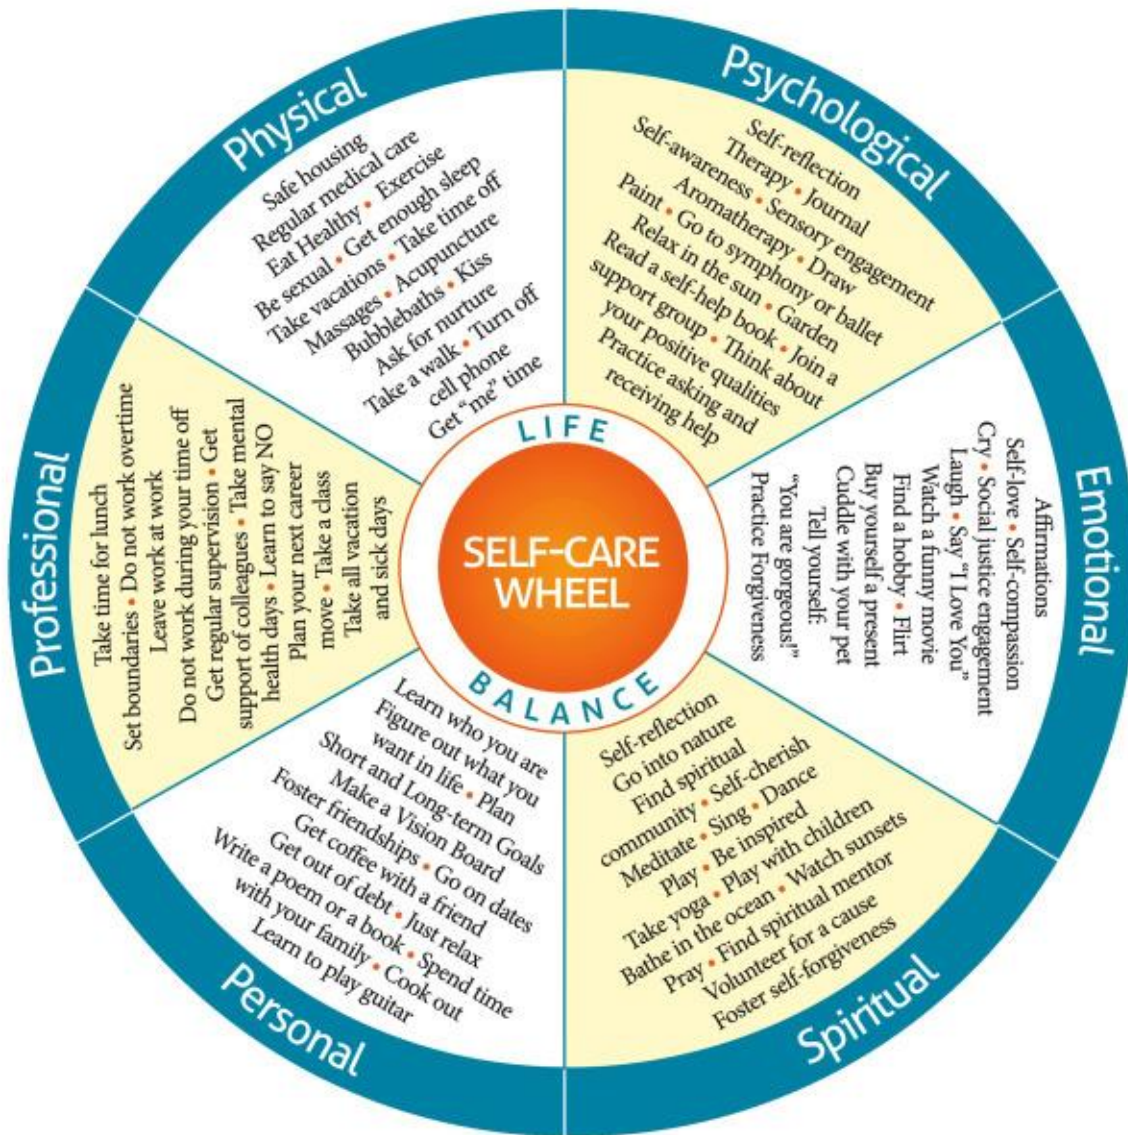 Physical
Safe housing
Regular medical care
Eat Healthy • Exercise
Be sexual • Get enough sleep
Take vacations • Take time off
Massages • Acupuncture
Bubblebaths • Kiss
Ask for nurture
Take a walk • Turn off
cell phone
Get “me” time
Psychological
Self-reflection
Therapy • Journal
Self-awareness • Sensory engagement
Aromatherapy • Draw
Paint • Go to symphony or ballet
Relax in the sun • Garden
Read a self-help book • Join a
support group • Think about
your positive qualities
Practice asking and
receiving help
Emotional
Affirmations
Self-love • Self-compassion
Cry • Social justice engagement
Laugh • Say “I Love You”
Watch a funny movie
Find a hobby • Flirt
Buy yourself a present
Cuddle with your pet
Tell yourself:
“You are gorgeous!”
Practice Forgiveness
Spiritual
Self-reflection
Go into nature
Find spiritual
community • Self-cherish
Meditate • Sing • Dance
Play • Be inspired
Take yoga • Play with children
Bathe in the ocean • Watch sunsets
Pray • Find spiritual mentor
Volunteer for a cause
Foster self-forgiveness
Personal
Learn who you are
Figure out what you
want in life • Plan
Short and Long-term Goals
Make a Vision Board
Foster friendships • Go on dates
Get coffee with a friend
Get out of debt • Just relax
Write a poem or a book • Spend time
with your family • Cook out
Learn to play guitar
Professional
Take time for lunch
Set boundaries • Do not work overtime
Leave work at work
Do not work during your time off
Get regular supervision • Get
support of colleagues • Take mental
health days • Learn to say NO
Plan your next career
move • Take a class
Take all vacation
and sick days
LIFE
SELF-CARE
WHEEL
BALANCE